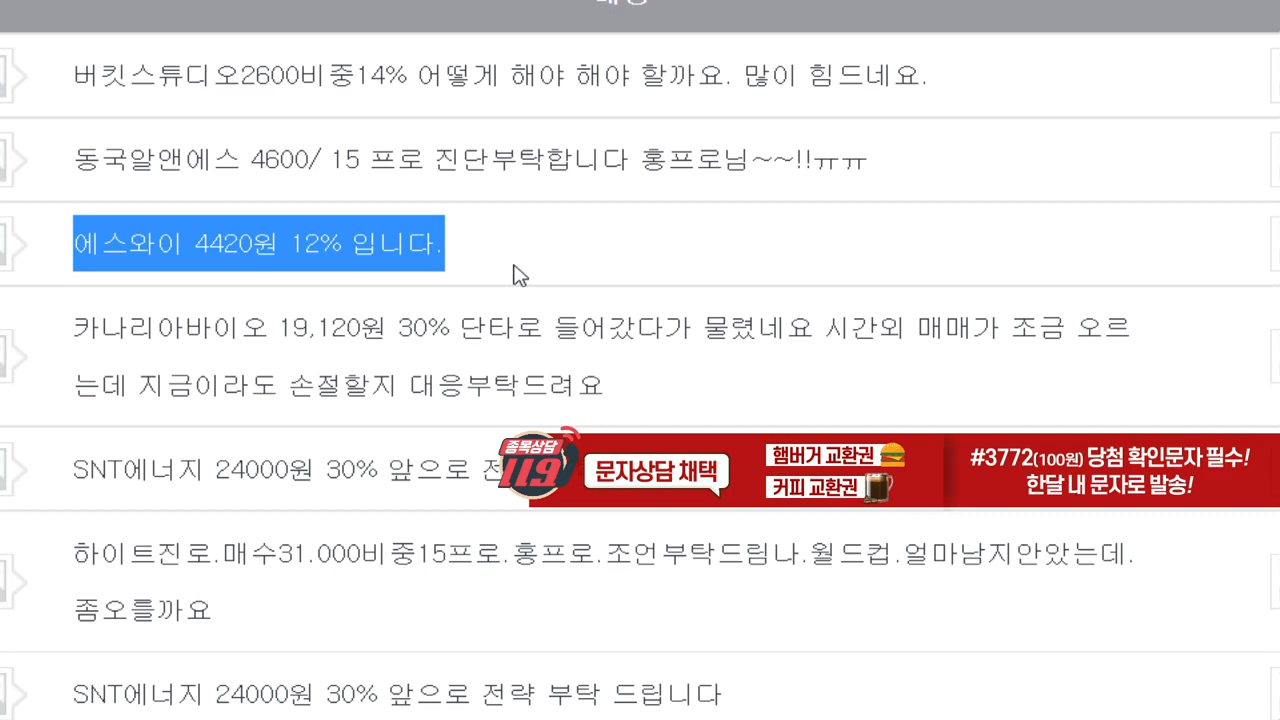 버킷스튜디오2600비중14% 어떻게 해야 해야 할까요. 많이 힘드네요.
동국알앤에스 4600/ 15 프로 진단부탁합니다 홍프로님~~!!ㅠㅠ
에스와이 4420원 12% 입니다.
카나리아바이오 19,120원 30% 단타로 들어갔다가 물렸네요 시간외 매매가 조금 오르
는데 지금이라도 손절할지 대응부탁드려요
SNT에너지 24000원 30% 앞으로 전
종목상담
119
문자상담 채택
햄버거 교환권
커피 교환권
#3772(100원) 당첨 확인문자 필수!
한달 내 문자로 발송!
하이트진로.매수31.000비중15프로.홍프로.조언부탁드림나.월드컵.얼마남지안았는데.
좀오를까요
SNT에너지 24000원 30% 앞으로 전략 부탁 드립니다